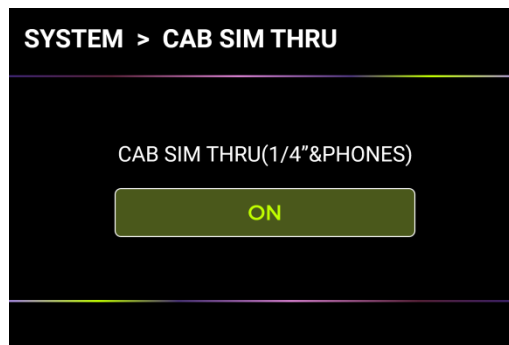 SYSTEM > CAB SIM THRU
CAB SIM THRU(1/4”&PHONES)
ON